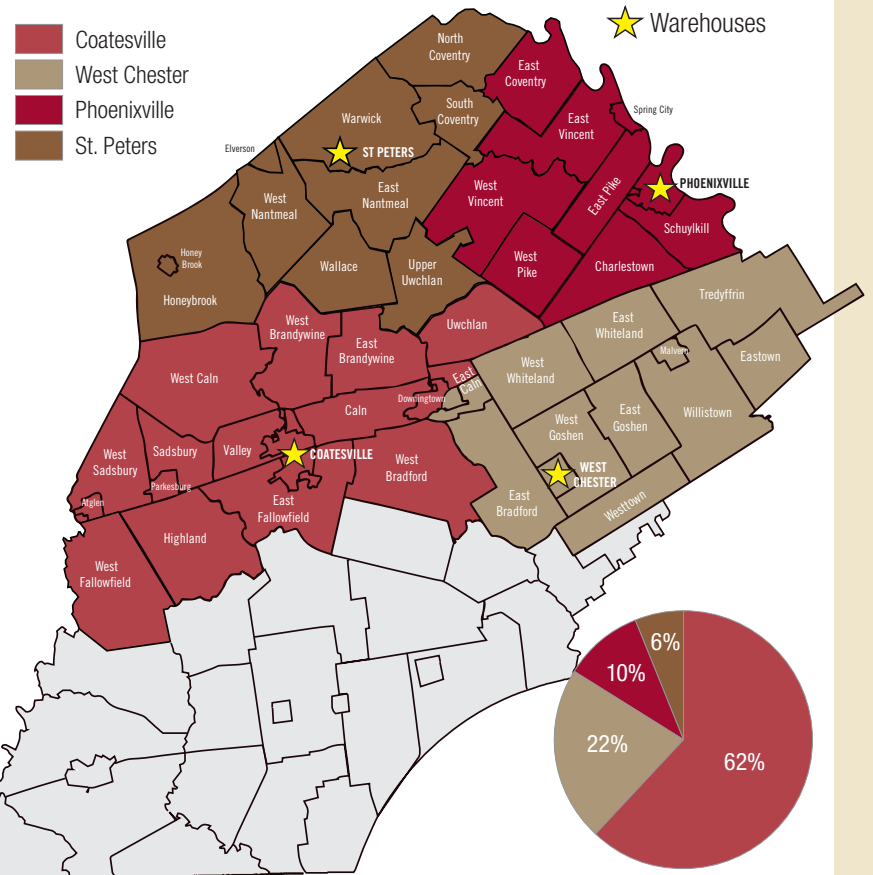 Coatesville
West Chester
Phoenixville
St. Peters
Warehouses
North
Coventry
East
Coventry
South
Coventry
Warwick
Spring City
East
Vincent
Elverson
ST PETERS
West
Nantmeal
East
Nantmeal
West
Vincent
East Pike
PHOENIXVILLE
Schuylkill
Honey
Brook
Honeybrook
Wallace
Upper
Uwchlan
West
Pike
Charlestown
Tredyffrin
West
Brandywine
East
Brandywine
Uwchlan
East
Whiteland
Malvern
Eastown
West Caln
West
Whiteland
East
Caln
Downingtown
Caln
Willistown
West
Goshen
East
Goshen
West
Sadsbury
Sadsbury
Valley
COATESVILLE
West
Bradford
WEST
CHESTER
Parkesburg
Atglen
East
Fallowfield
East
Bradford
Westtown
Highland
West
Fallowfield
6%
10%
22%
62%